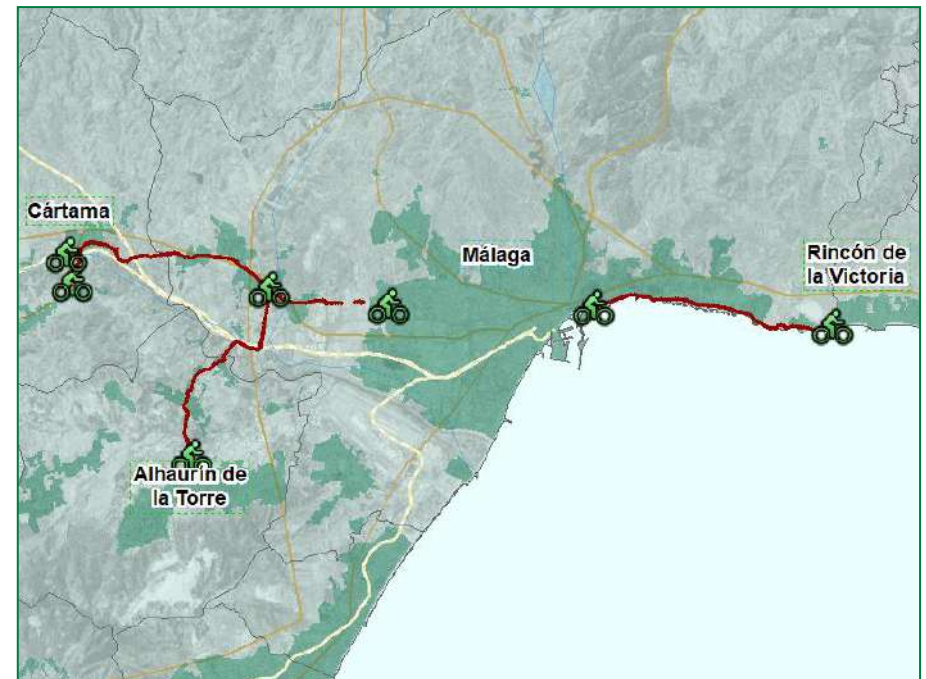 Cártama
Málaga
Rincón de
la Victoria
Alhaurín de
la Torre